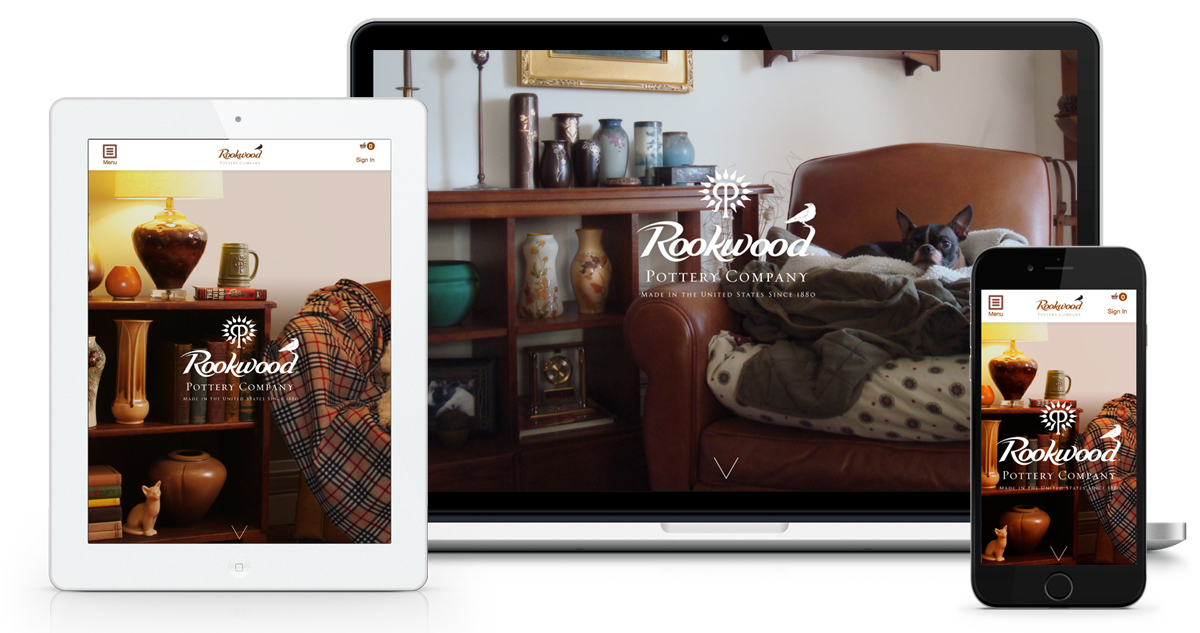 Menu
Rookwood
Pottery Company
0
Sign In
Rookwood
Pottery Company
Made in the United States Since 1880
Rookwood
Pottery Company
Made in the United States Since 1880
Menu
Rookwood
Pottery Company
0
Sign In
Rookwood
Pottery Company
Made in the United States Since 1880